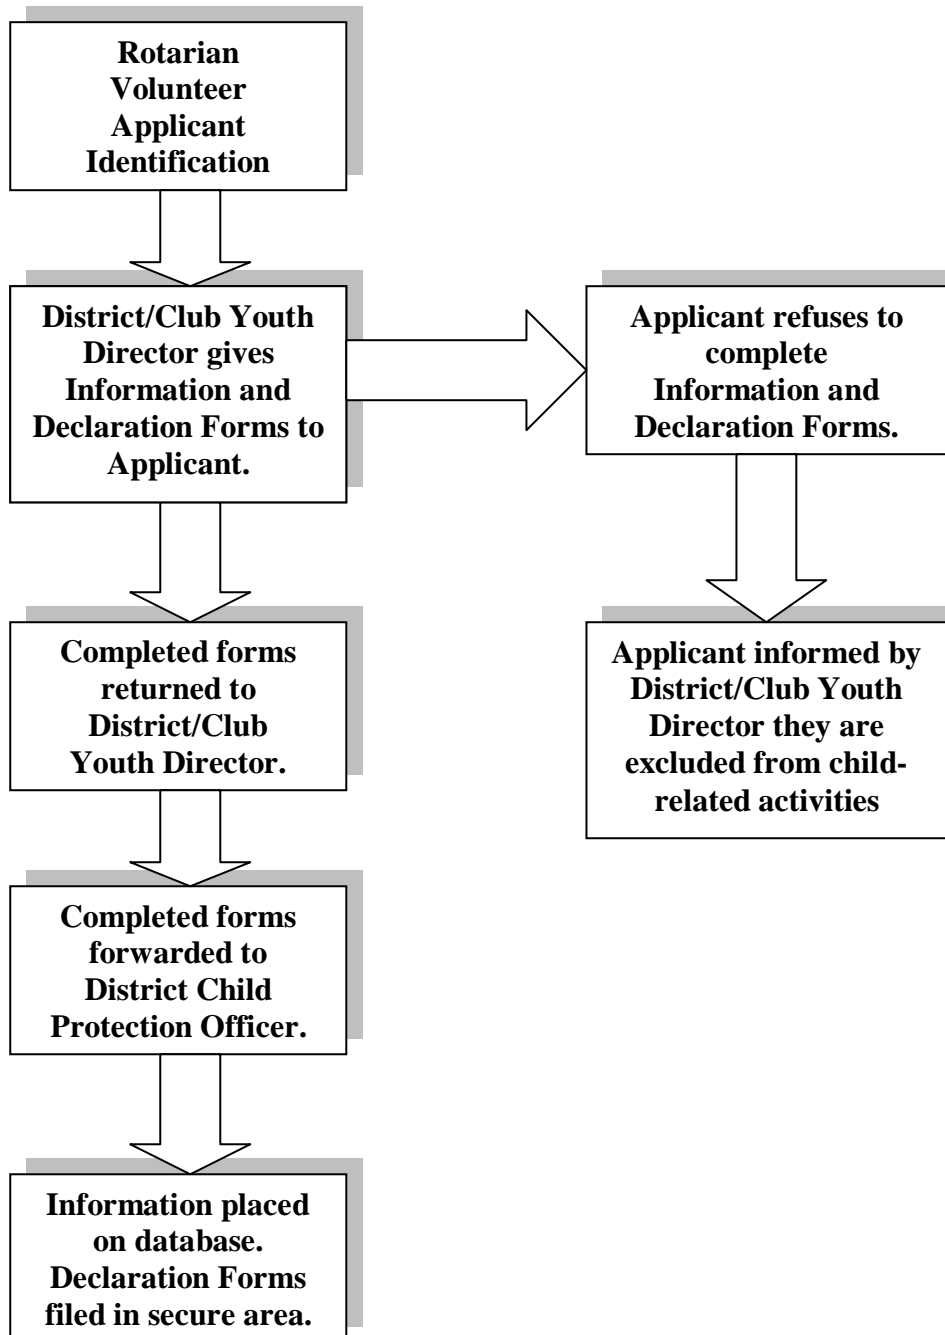 Rotarian
Volunteer
Applicant
Identification
District/Club Youth
Director gives
Information and
Declaration Forms to
Applicant.
Applicant refuses to
complete
Information and
Declaration Forms.
Completed forms
returned to
District/Club
Youth Director.
Applicant informed by
District/Club Youth
Director they are
excluded from child-
related activities
Completed forms
forwarded to
District Child
Protection Officer.
Information placed
on database.
Declaration Forms
filed in secure area.